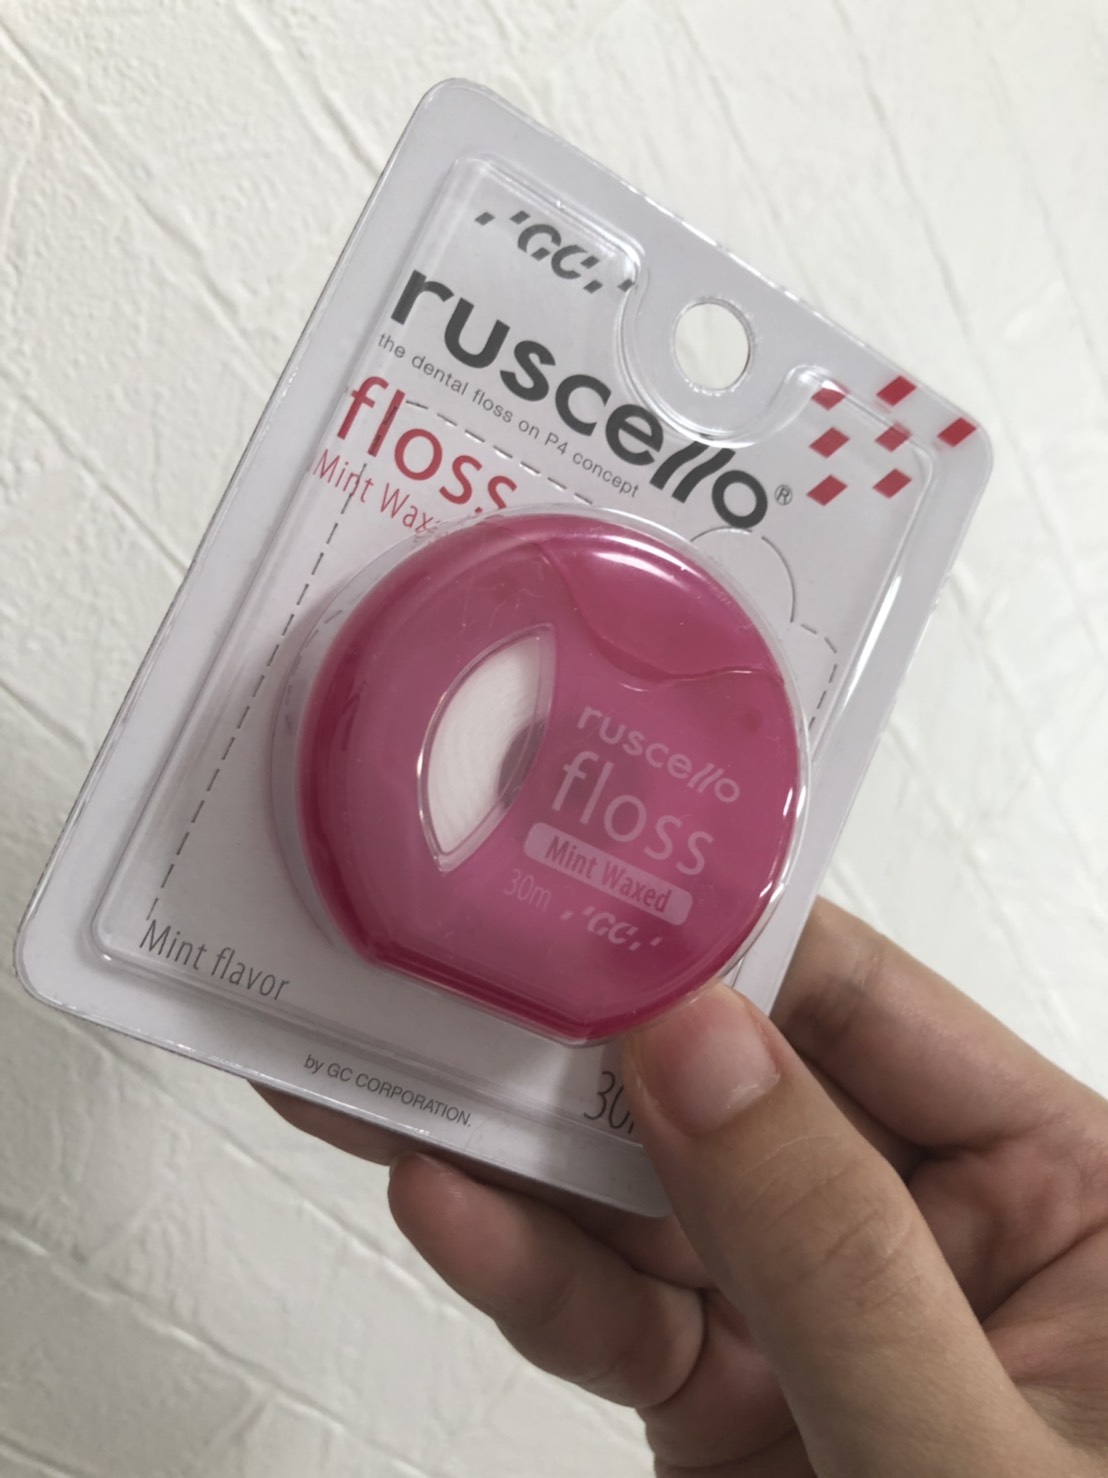 GC
ruscello®
the dental floss on P4 concept
floss
Mint Wax
ruscello
floss
Mint Waxed
30m
GC
Mint flavor
30
by GC CORPORATION.